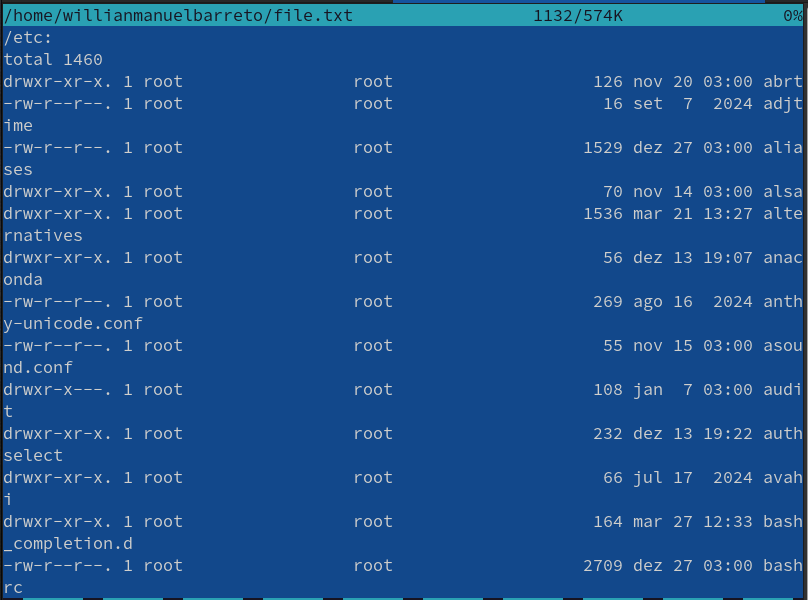 /home/willianmanuelbarreto/file.txt 1132/574K 0%
/etc:
total 1460
drwxr-xr-x. 1 root root 126 nov 20 03:00 abrt
-rw-r--r--. 1 root root 16 set 7 2024 adjt
ime
-rw-r--r--. 1 root root 1529 dez 27 03:00 alia
ses
drwxr-xr-x. 1 root root 70 nov 14 03:00 alsa
drwxr-xr-x. 1 root root 1536 mar 21 13:27 alte
rnatives
drwxr-xr-x. 1 root root 56 dez 13 19:07 anac
onda
-rw-r--r--. 1 root root 269 ago 16 2024 anth
y-unicode.conf
-rw-r--r--. 1 root root 55 nov 15 03:00 asou
nd.conf
drwxr-x---. 1 root root 108 jan 7 03:00 audi
t
drwxr-xr-x. 1 root root 232 dez 13 19:22 auth
select
drwxr-xr-x. 1 root root 66 jul 17 2024 avah
i
drwxr-xr-x. 1 root root 164 mar 27 12:33 bash
_completion.d
-rw-r--r--. 1 root root 2709 dez 27 03:00 bash
rc